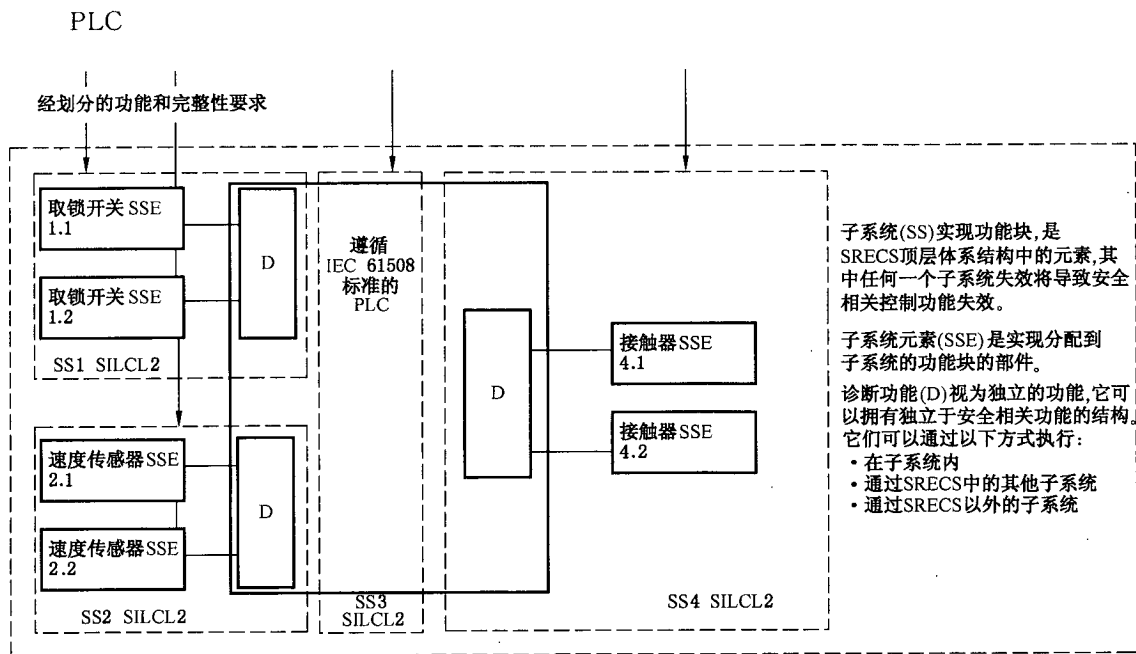 PLC
经划分的功能和完整性要求
取锁开关 SSE
1.1
取锁开关 SSE
1.2
D
SS1 SILCL2
速度传感器SSE
2.1
速度传感器SSE
2.2
D
SS2 SILCL2
遵循
IEC 61508
标准的
PLC
SS3
SILCL2
D
接触器SSE
4.1
接触器SSE
4.2
SS4 SILCL2
子系统(SS)实现功能块,是
SRECS顶层体系结构中的元素,其
中任何一个子系统失效将导致安全
相关控制功能失效。
子系统元素(SSE)是实现分配到
子系统的功能块的部件。
诊断功能(D)视为独立的功能,它可
以拥有独立于安全相关功能的结构。
它们可以通过以下方式执行:
·在子系统内
·通过SRECS中的其他子系统
·通过SRECS以外的子系统